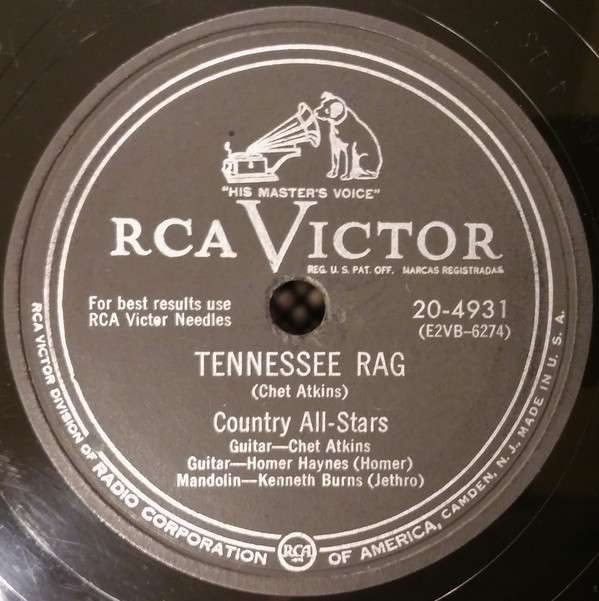 "HIS MASTER'S VOICE"
RCA VICTOR
REG. U. S. PAT. OFF. MARCAS REGISTRADAS
For best results use
RCA Victor Needles
20-4931
(E2VB-6274)
TENNESSEE RAG
(Chet Atkins)
Country All-Stars
Guitar—Chet Atkins
Guitar—Homer Haynes (Homer)
Mandolin—Kenneth Burns (Jethro)
RCA VICTOR DIVISION OF RADIO CORPORATION OF AMERICA, CAMDEN, N. J., MADE IN U. S. A.
RCA